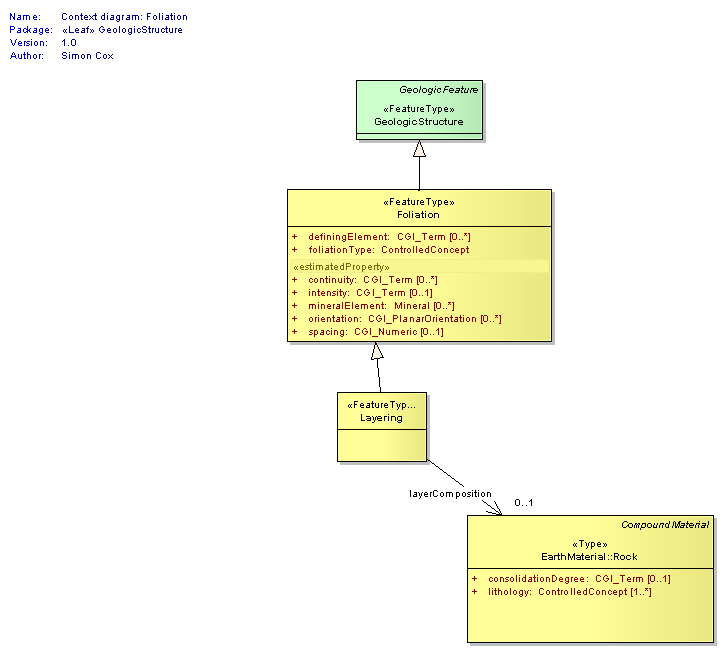 Name: Context diagram: Foliation
Package: «Leaf» GeologicStructure
Version: 1.0
Author: Simon Cox
GeologicFeature
«FeatureType»
GeologicStructure
«FeatureType»
Foliation
+ definingElement: CGI_Term [0..*]
+ foliationType: ControlledConcept
«estimatedProperty»
+ continuity: CGI_Term [0..*]
+ intensity: CGI_Term [0..1]
+ mineralElement: Mineral [0..*]
+ orientation: CGI_PlanarOrientation [0..*]
+ spacing: CGI_Numeric [0..1]
«FeatureTyp...
Layering
layerComposition
0..1
CompoundMaterial
«Type»
EarthMaterial::Rock
+ consolidationDegree: CGI_Term [0..1]
+ lithology: ControlledConcept [1..*]